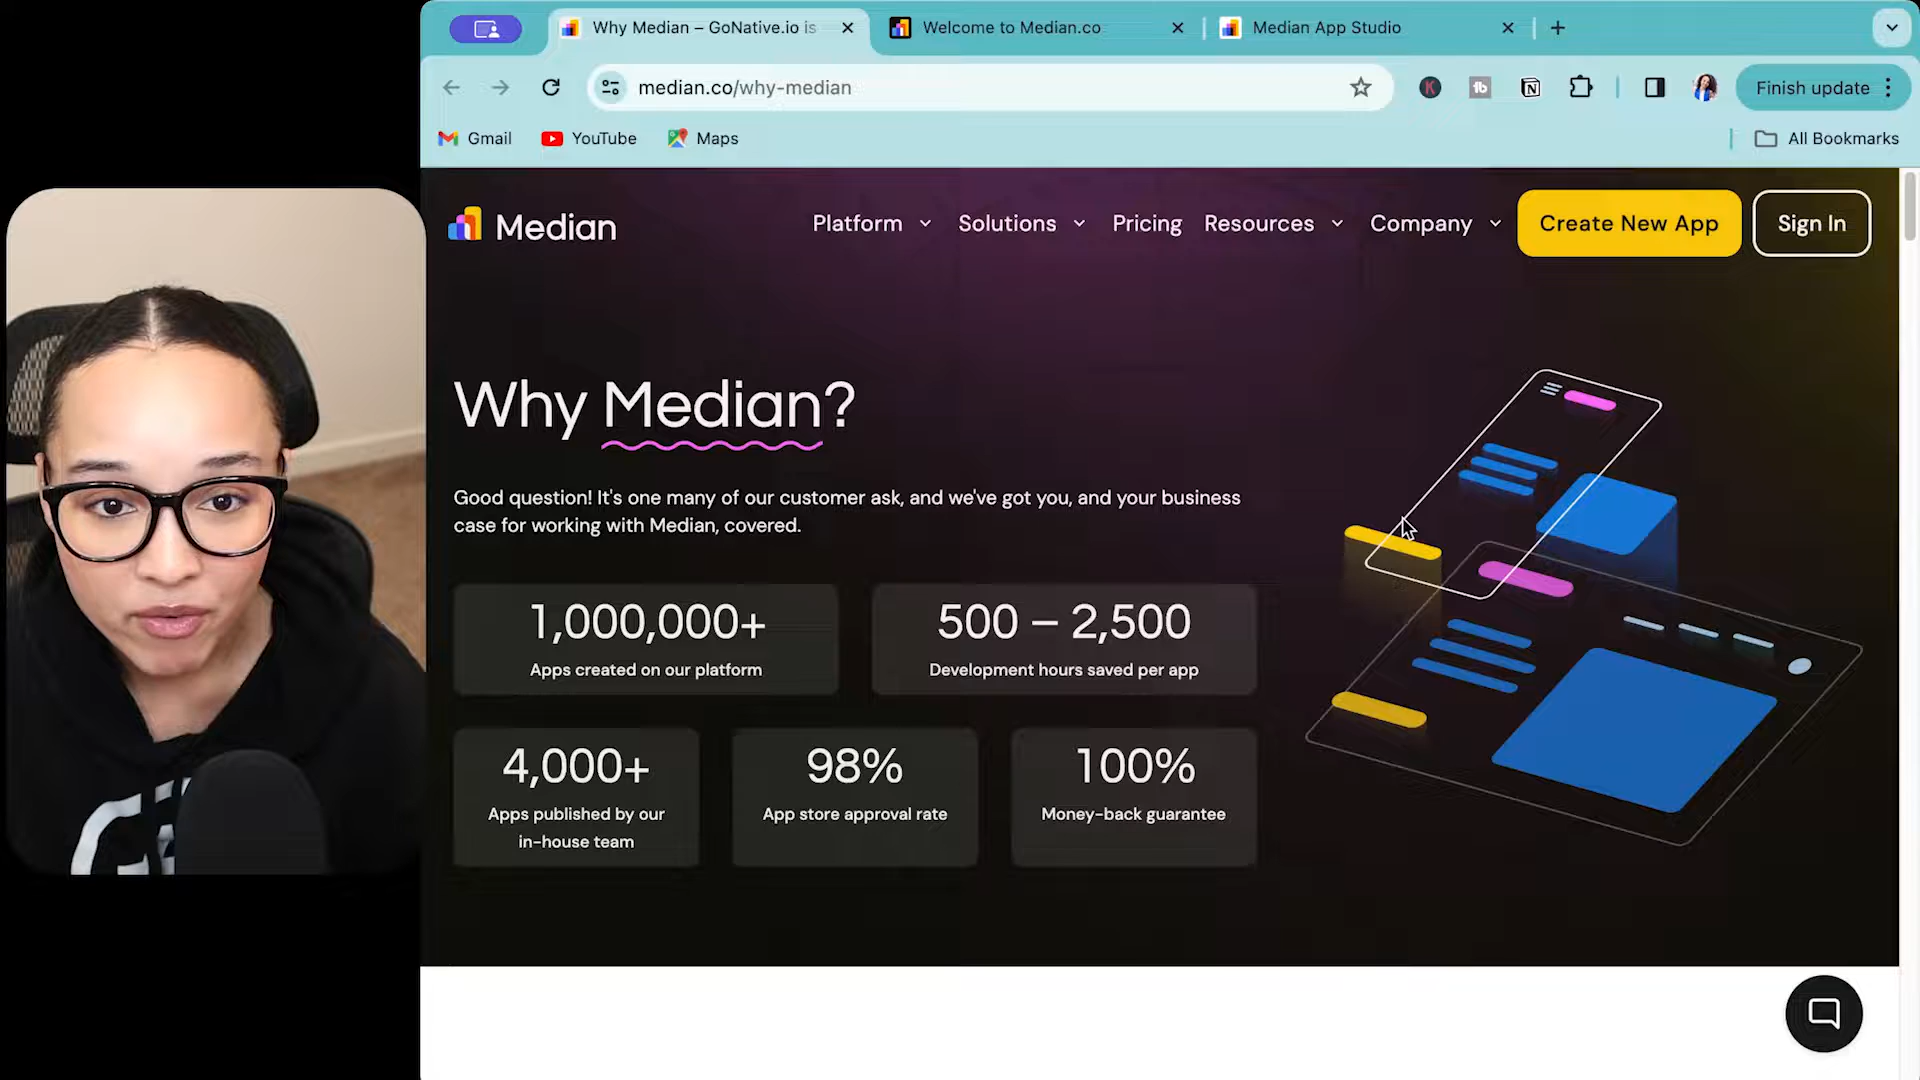 Why Median – GoNative.io is
Welcome to Median.co
Median App Studio
median.co/why-median
Finish update
Gmail
YouTube
Maps
All Bookmarks
Median
Platform
Solutions
Pricing
Resources
Company
Create New App
Sign In
Why Median?
Good question! It's one many of our customer ask, and we've got you, and your business
case for working with Median, covered.
1,000,000+
Apps created on our platform
500 – 2,500
Development hours saved per app
4,000+
Apps published by our
in-house team
98%
App store approval rate
100%
Money-back guarantee